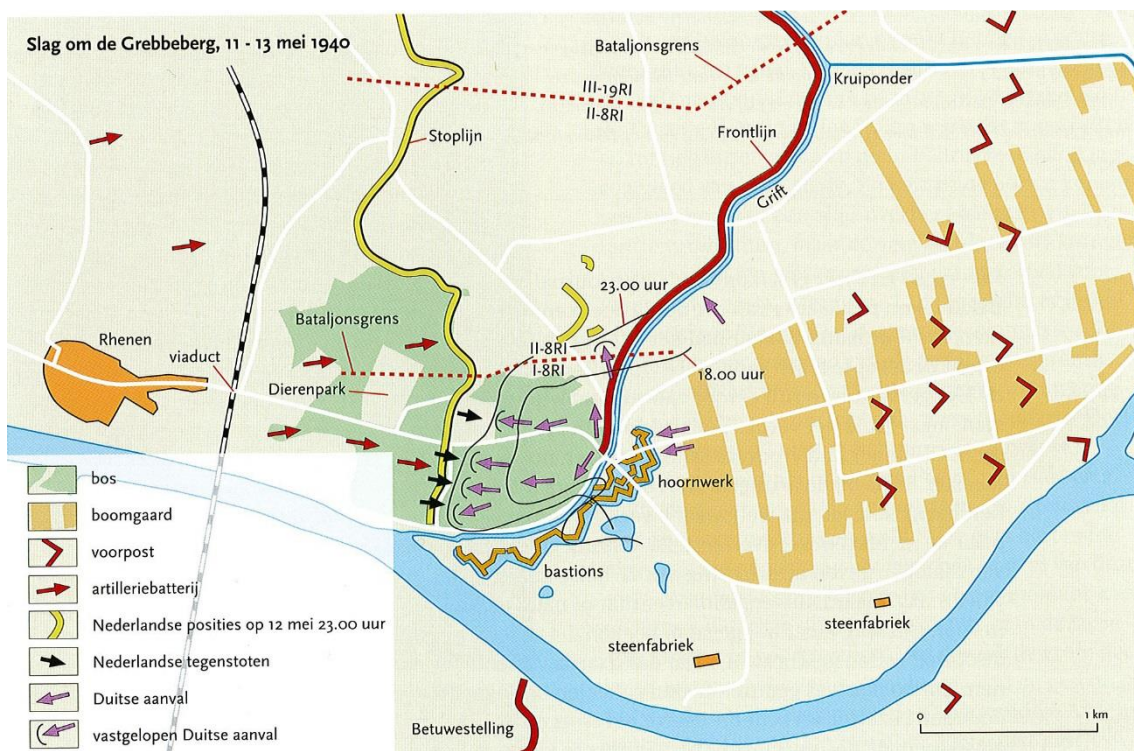 Slag om de Grebbeberg, 11 - 13 mei 1940
Bataljonsgrens
Kruiponder
III-19RI
II-8RI
Stoplijn
Frontlijn
Grift
23.00 uur
Rhenen
viaduct
Bataljonsgrens
II-8RI
I-8RI
18.00 uur
Dierenpark
hoornwerk
bos
boomgaard
voorpost
bastions
artilleriebatterij
steenfabriek
Nederlandse posities op 12 mei 23.00 uur
steenfabriek
Nederlandse tegenstoten
Duitse aanval
Betuwestelling
vastgelopen Duitse aanval
0
1 km